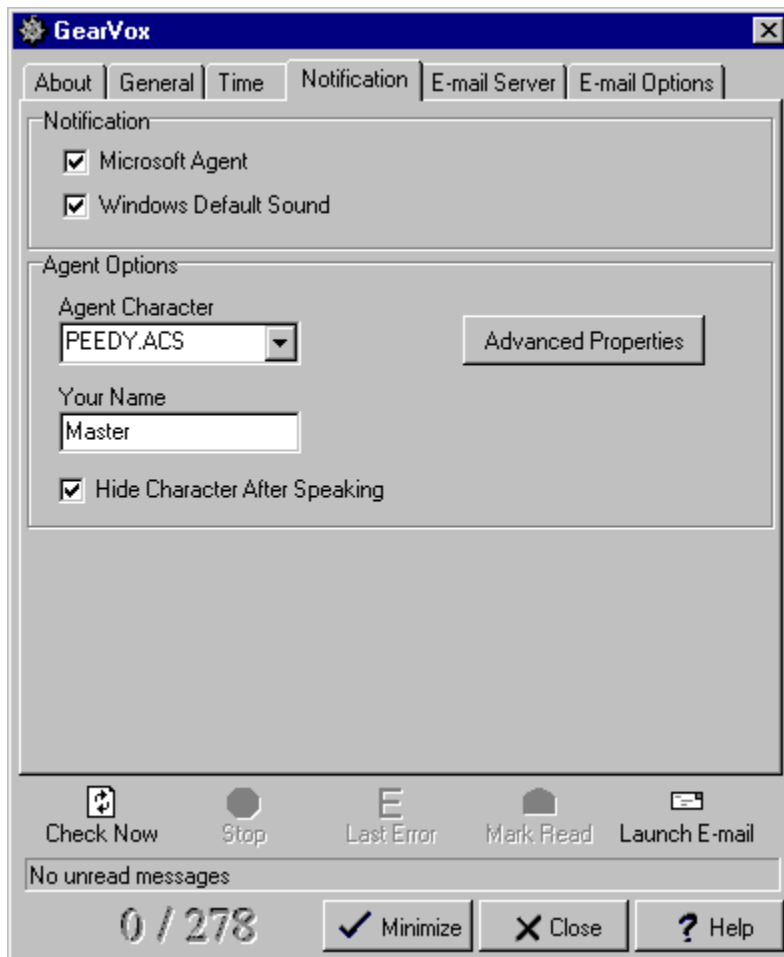 GearVox
About General Time Notification E-mail Server E-mail Options
Notification
Microsoft Agent
Windows Default Sound
Agent Options
Agent Character
PEEDY.ACS Advanced Properties
Your Name
Master
Hide Character After Speaking
E
Check Now Stop Last Error Mark Read Launch E-mail
No unread messages
0 / 278 Minimize Close ? Help